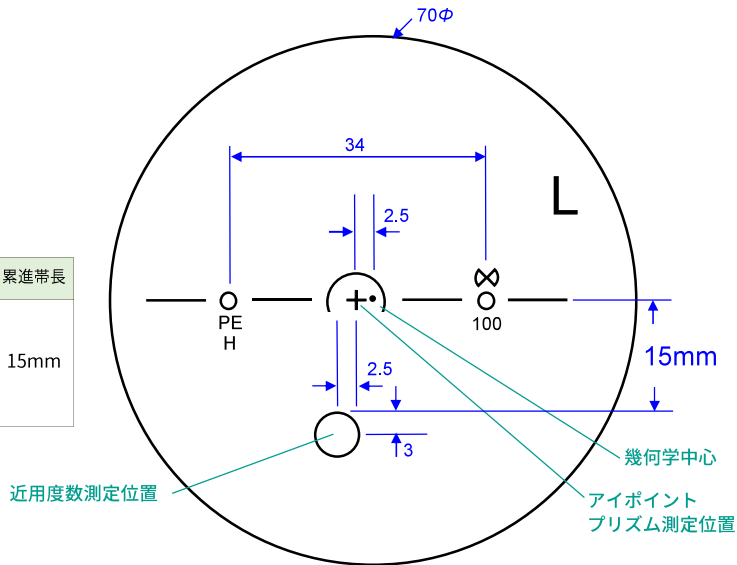 70Φ
34
2.5
L
累進帯長
PE
H
100
15mm
15mm
2.5
3
幾何学中心
近用度数測定位置
アイポイント
プリズム測定位置